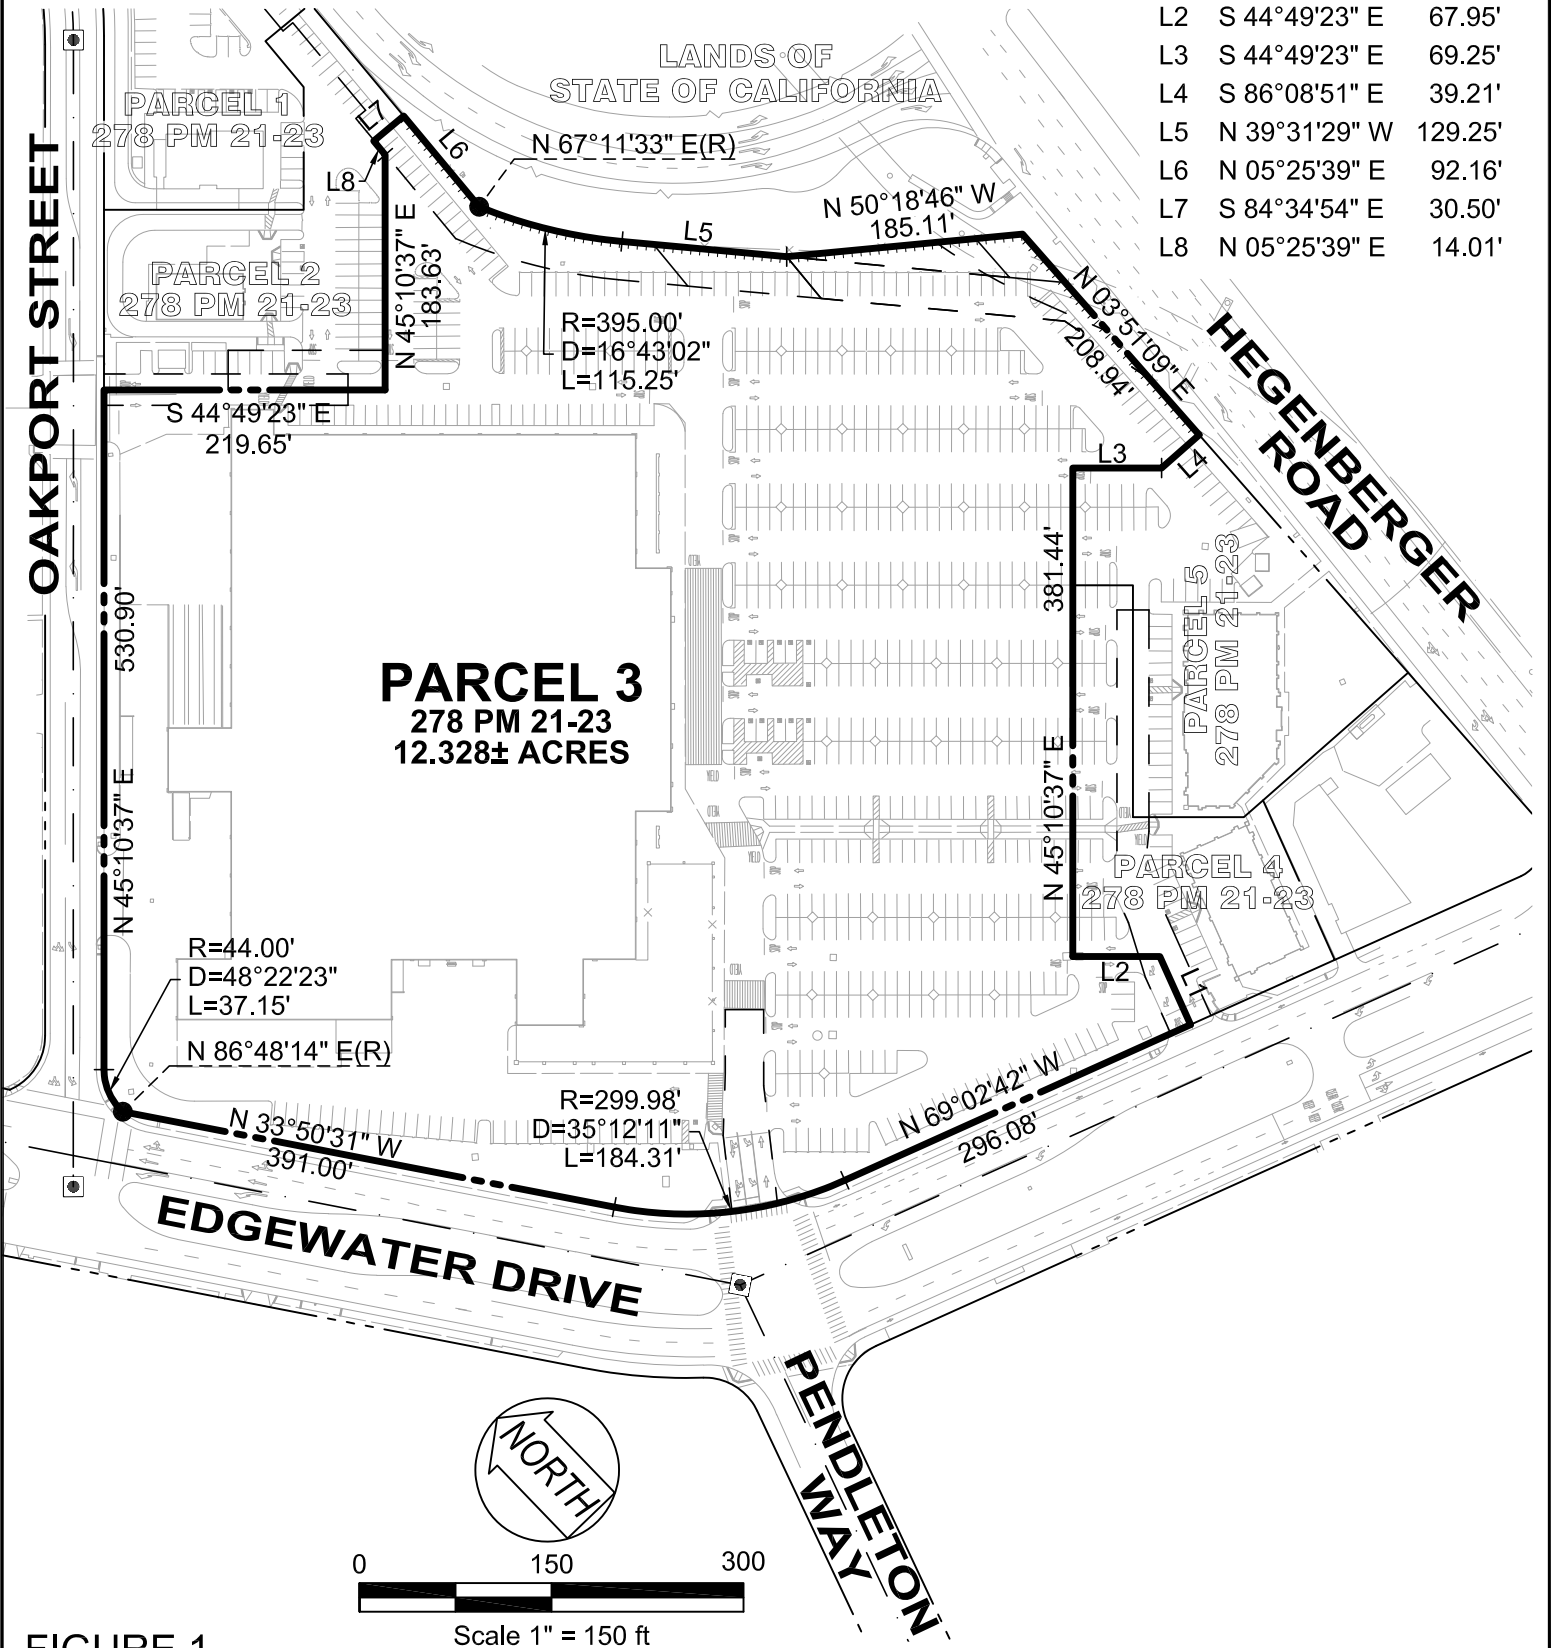 L2 S 44°49'23" E 67.95'
L3 S 44°49'23" E 69.25'
L4 S 86°08'51" E 39.21'
L5 N 39°31'29" W 129.25'
L6 N 05°25'39" E 92.16'
L7 S 84°34'54" E 30.50'
L8 N 05°25'39" E 14.01'
LANDS OF
STATE OF CALIFORNIA
PARCEL 1
278 PM 21-23
L7
L6
N 67°11'33" E(R)
L8
OAKPORT STREET
N 45°10'37" E
183.63'
L5
N 50°18'46" W
185.11'
PARCEL 2
278 PM 21-23
R=395.00'
D=16°43'02"
L=115.25'
N 03°51'09" E
208.94'
HEGENBERGER
ROAD
S 44°49'23" E
219.65'
L3
L4
530.90'
N 45°10'37" E
381.44'
N 45°10'37" E
PARCEL 5
278 PM 21-23
PARCEL 3
278 PM 21-23
12.328± ACRES
PARCEL 4
278 PM 21-23
R=44.00'
D=48°22'23"
L=37.15'
L2
L1
N 86°48'14" E(R)
R=299.98'
D=35°12'11"
L=184.31'
N 33°50'31" W
391.00'
N 69°02'42" W
296.08'
EDGEWATER DRIVE
PENDLETON
WAY
NORTH
0 150 300
Scale 1" = 150 ft
FIGURE 1